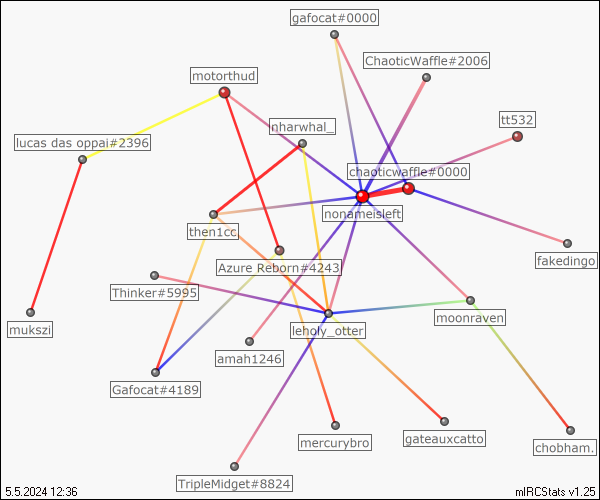 gafocat#0000
ChaoticWaffle#2006
motorthud
tt532
nharwhal_
lucas das oppai#2396
chaoticwaffle#0000
nonameisleft
then1cc
fakedingo
Azure Reborn#4243
Thinker#5995
moonraven
mukszi
leholy_otter
amah1246
Gafocat#4189
mercurybro
gateauxcatto
chobham.
TripleMidget#8824
5.5.2024 12:36
mIRCStats v1.25